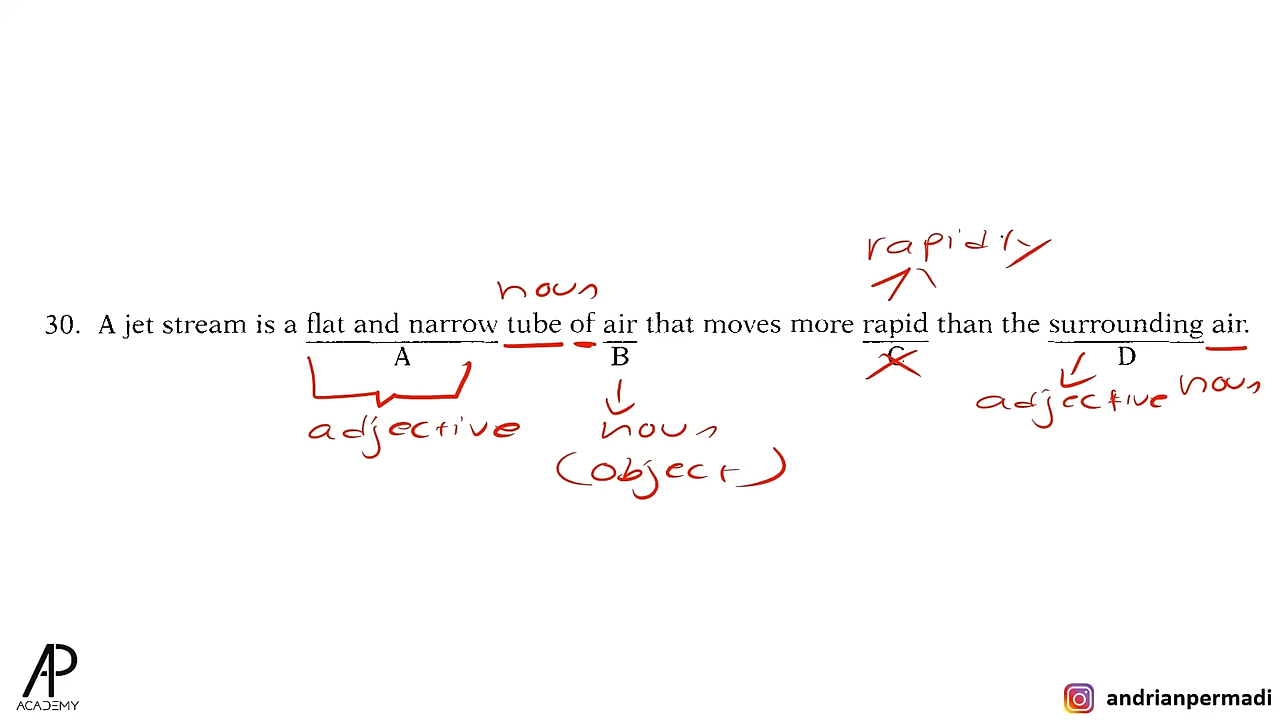 rapidly
noun
30. A jet stream is a flat and narrow tube of air that moves more rapid than the surrounding air.
A B C D
adjective noun adjective noun
(object)
AP
ACADEMY
andrianpermadi